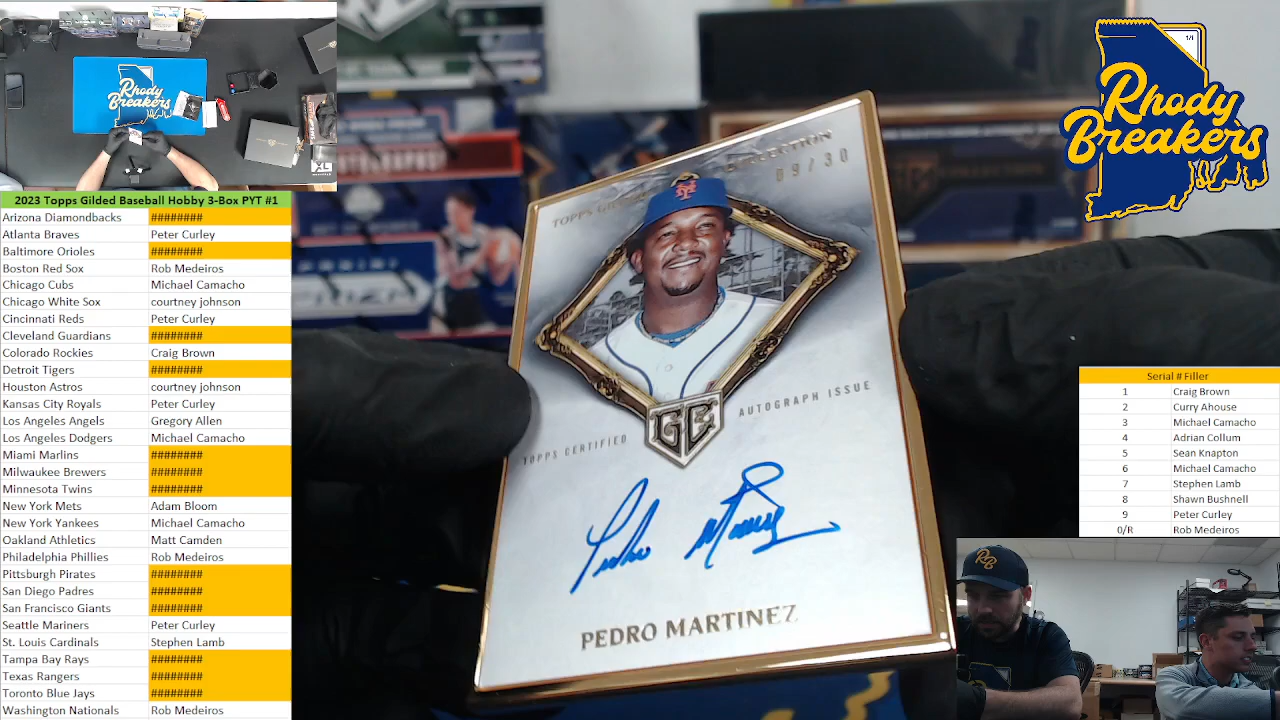 Rhody
Breakers
XL
2023 Topps Gilded Baseball Hobby 3-Box PYT #1
Arizona Diamondbacks ########
Atlanta Braves Peter Curley
Baltimore Orioles ########
Boston Red Sox Rob Medeiros
Chicago Cubs Michael Camacho
Chicago White Sox courtney johnson
Cincinnati Reds Peter Curley
Cleveland Guardians ########
Colorado Rockies Craig Brown
Detroit Tigers ########
Houston Astros courtney johnson
Kansas City Royals Peter Curley
Los Angeles Angels Gregory Allen
Los Angeles Dodgers Michael Camacho
Miami Marlins ########
Milwaukee Brewers ########
Minnesota Twins ########
New York Mets Adam Bloom
New York Yankees Michael Camacho
Oakland Athletics Matt Camden
Philadelphia Phillies Rob Medeiros
Pittsburgh Pirates ########
San Diego Padres ########
San Francisco Giants ########
Seattle Mariners Peter Curley
St. Louis Cardinals Stephen Lamb
Tampa Bay Rays ########
Texas Rangers ########
Toronto Blue Jays ########
Washington Nationals Rob Medeiros
COLLECTION
09/30
GC
TOPPS CERTIFIED AUTOGRAPH ISSUE
PEDRO MARTINEZ
1/1
Rhody
Breakers
Serial # Filler
1 Craig Brown
2 Curry Ahouse
3 Michael Camacho
4 Adrian Collum
5 Sean Knapton
6 Michael Camacho
7 Stephen Lamb
8 Shawn Bushnell
9 Peter Curley
0/R Rob Medeiros
RB